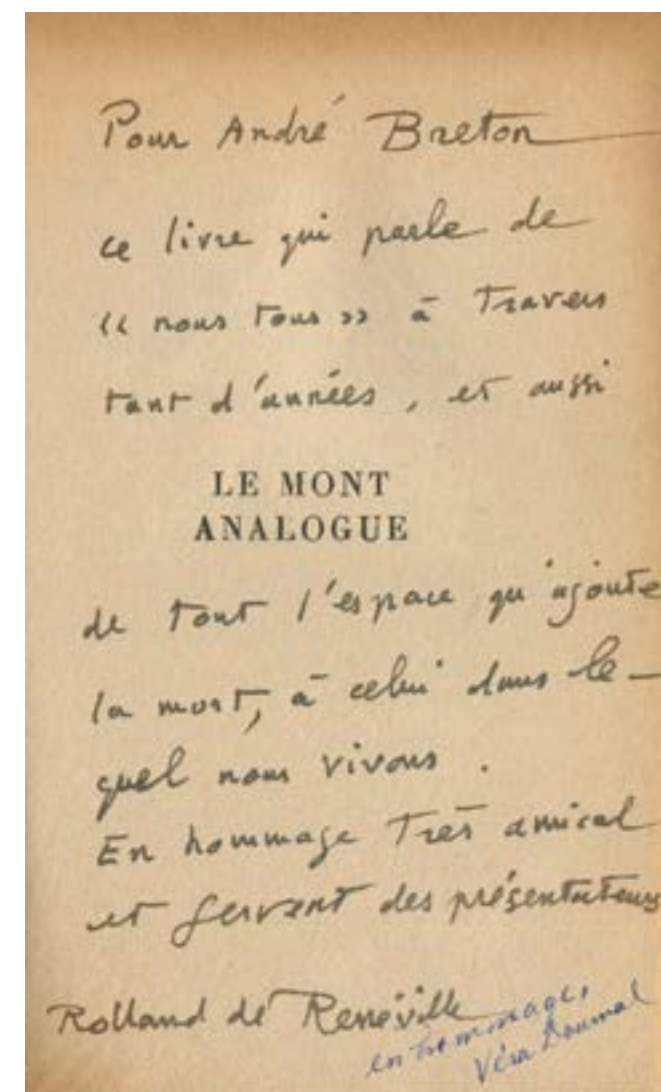 Pour André Breton
ce livre qui parle de
« nous tous » à travers
tant d'années, et aussi
LE MONT
ANALOGUE
de tout l'espace qu'ajoute
la mort, à celui dans le-
quel nous vivons.
En hommage très amical
et fervent des présentateurs
Rolland de Renéville
en hommages
Véra Daumal